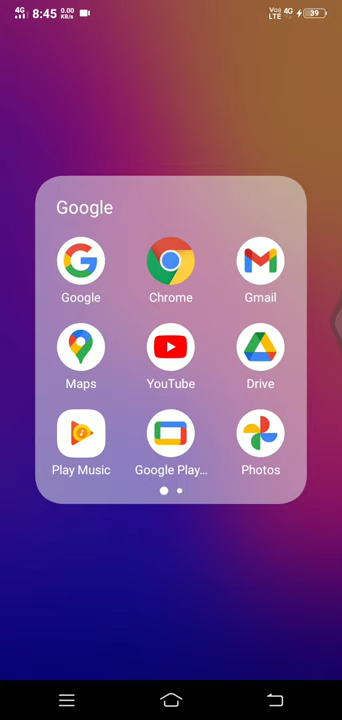 4G 8:45 0.00 KB/s
Vo) LTE 4G 39
Google
Google Chrome Gmail
Maps YouTube Drive
Play Music Google Play... Photos